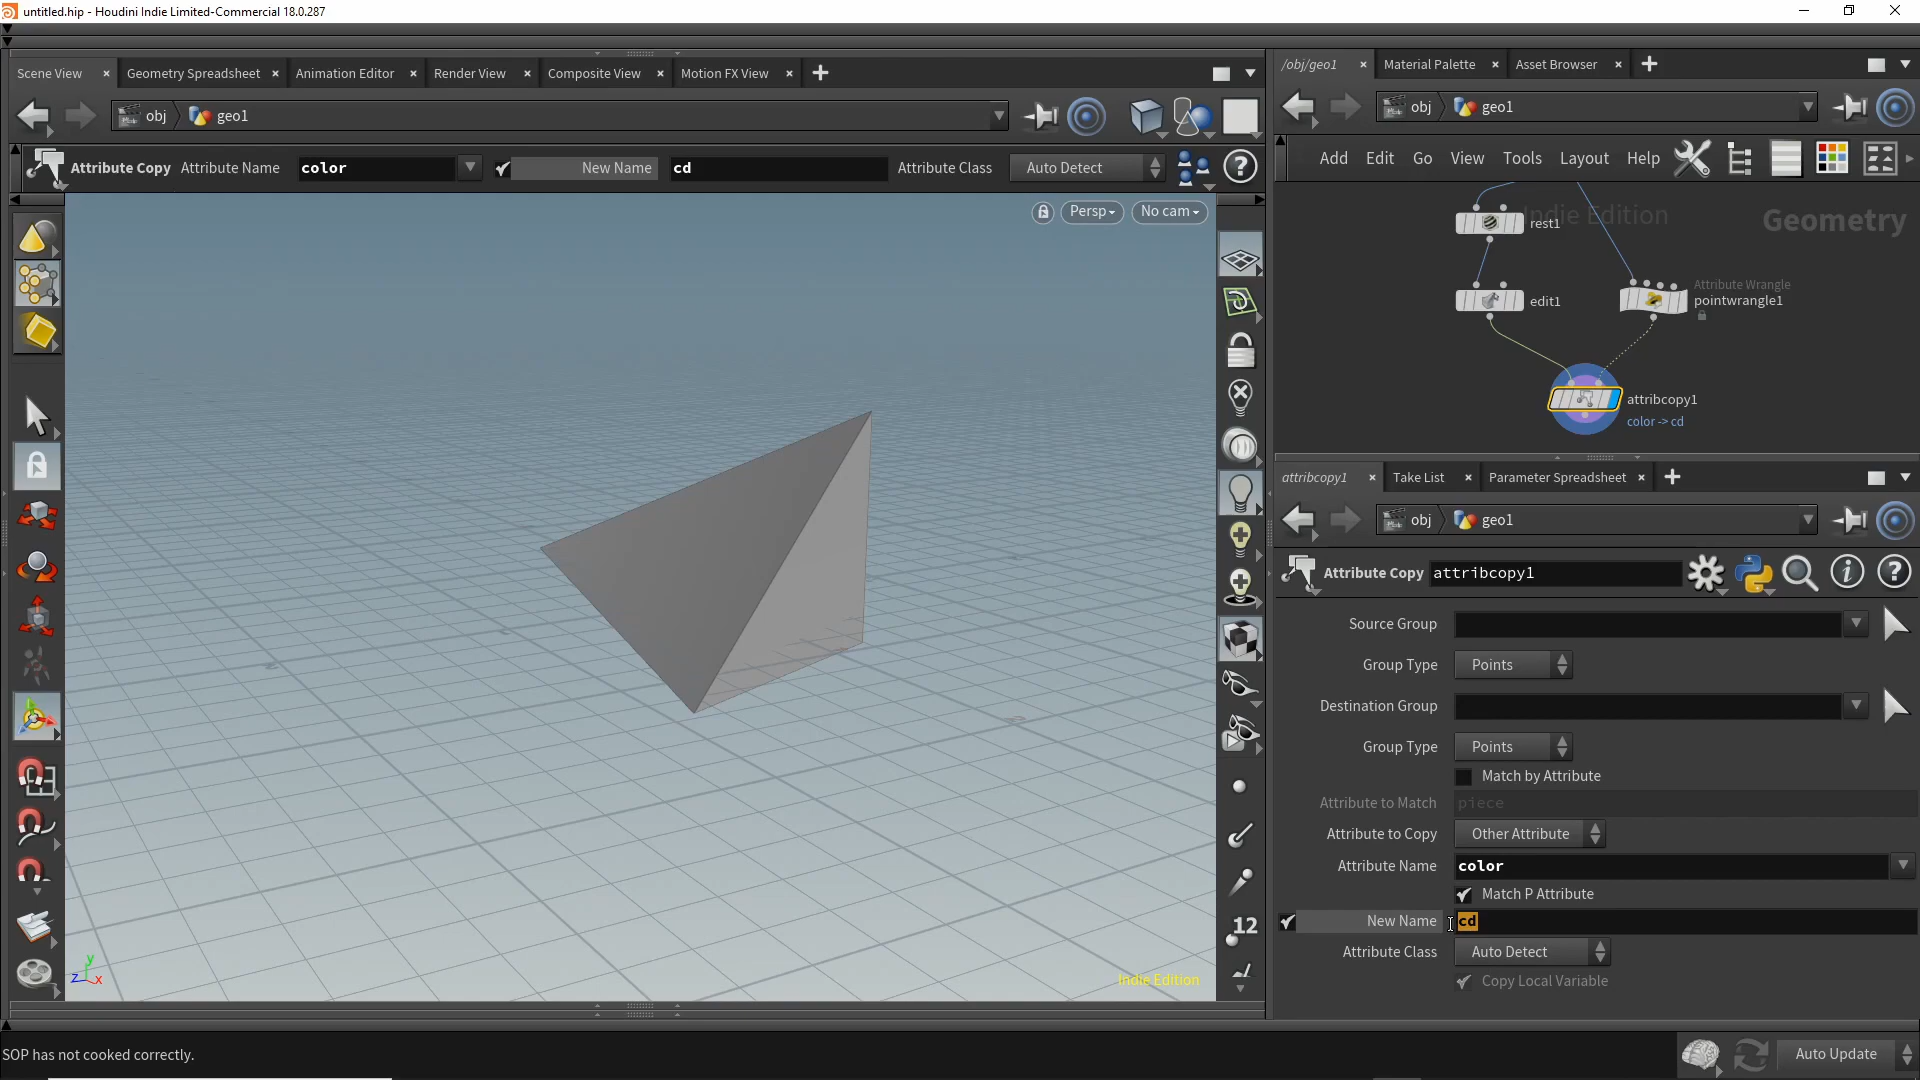 untitled.hip - Houdini Indie Limited-Commercial 18.0.287
Scene View × Geometry Spreadsheet × Animation Editor × Render View × Composite View × Motion FX View ×
obj geo1
Attribute Copy Attribute Name color New Name cd Attribute Class Auto Detect
Persp No cam
12
z y x
Indie Edition
SOP has not cooked correctly.
/obj/geo1 × Material Palette × Asset Browser ×
obj geo1
Add Edit Go View Tools Layout Help
Indie Edition
Geometry
rest1
edit1
Attribute Wrangle
pointwrangle1
attribcopy1
color -> cd
attribcopy1 × Take List × Parameter Spreadsheet ×
obj geo1
Attribute Copy attribcopy1
Source Group
Group Type Points
Destination Group
Group Type Points
Match by Attribute
Attribute to Match piece
Attribute to Copy Other Attribute
Attribute Name color
Match P Attribute
New Name cd
Attribute Class Auto Detect
Copy Local Variable
Auto Update